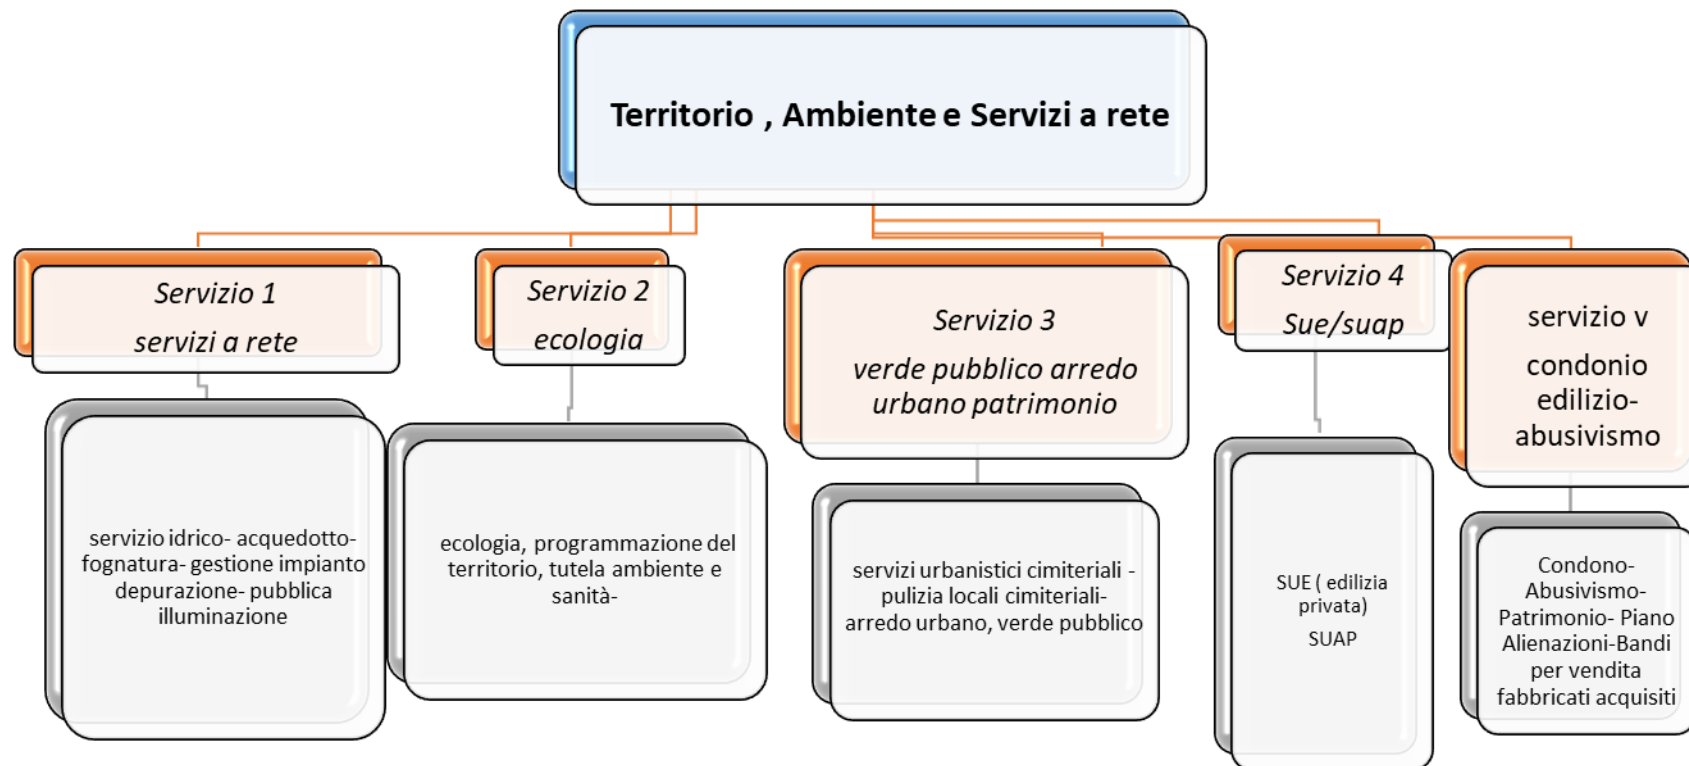 Territorio , Ambiente e Servizi a rete
Servizio 1
servizi a rete
Servizio 2
ecologia
Servizio 3
verde pubblico arredo
urbano patrimonio
Servizio 4
Sue/suap
servizio v
condonio
edilizio-
abusivismo
servizio idrico- acquedotto-
fognatura- gestione impianto
depurazione- pubblica
illuminazione
ecologia, programmazione del
territorio, tutela ambiente e
sanità-
servizi urbanistici cimiteriali -
pulizia locali cimiteriali-
arredo urbano, verde pubblico
SUE ( edilizia
privata)
SUAP
Condono-
Abusivismo-
Patrimonio- Piano
Alienazioni-Bandi
per vendita
fabbricati acquisiti